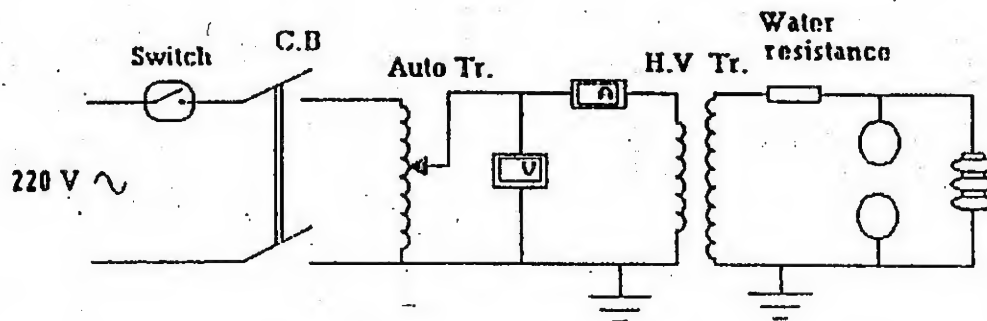 Switch
C.B
Auto Tr.
H.V Tr.
Water
resistance
A
V
220 V ~